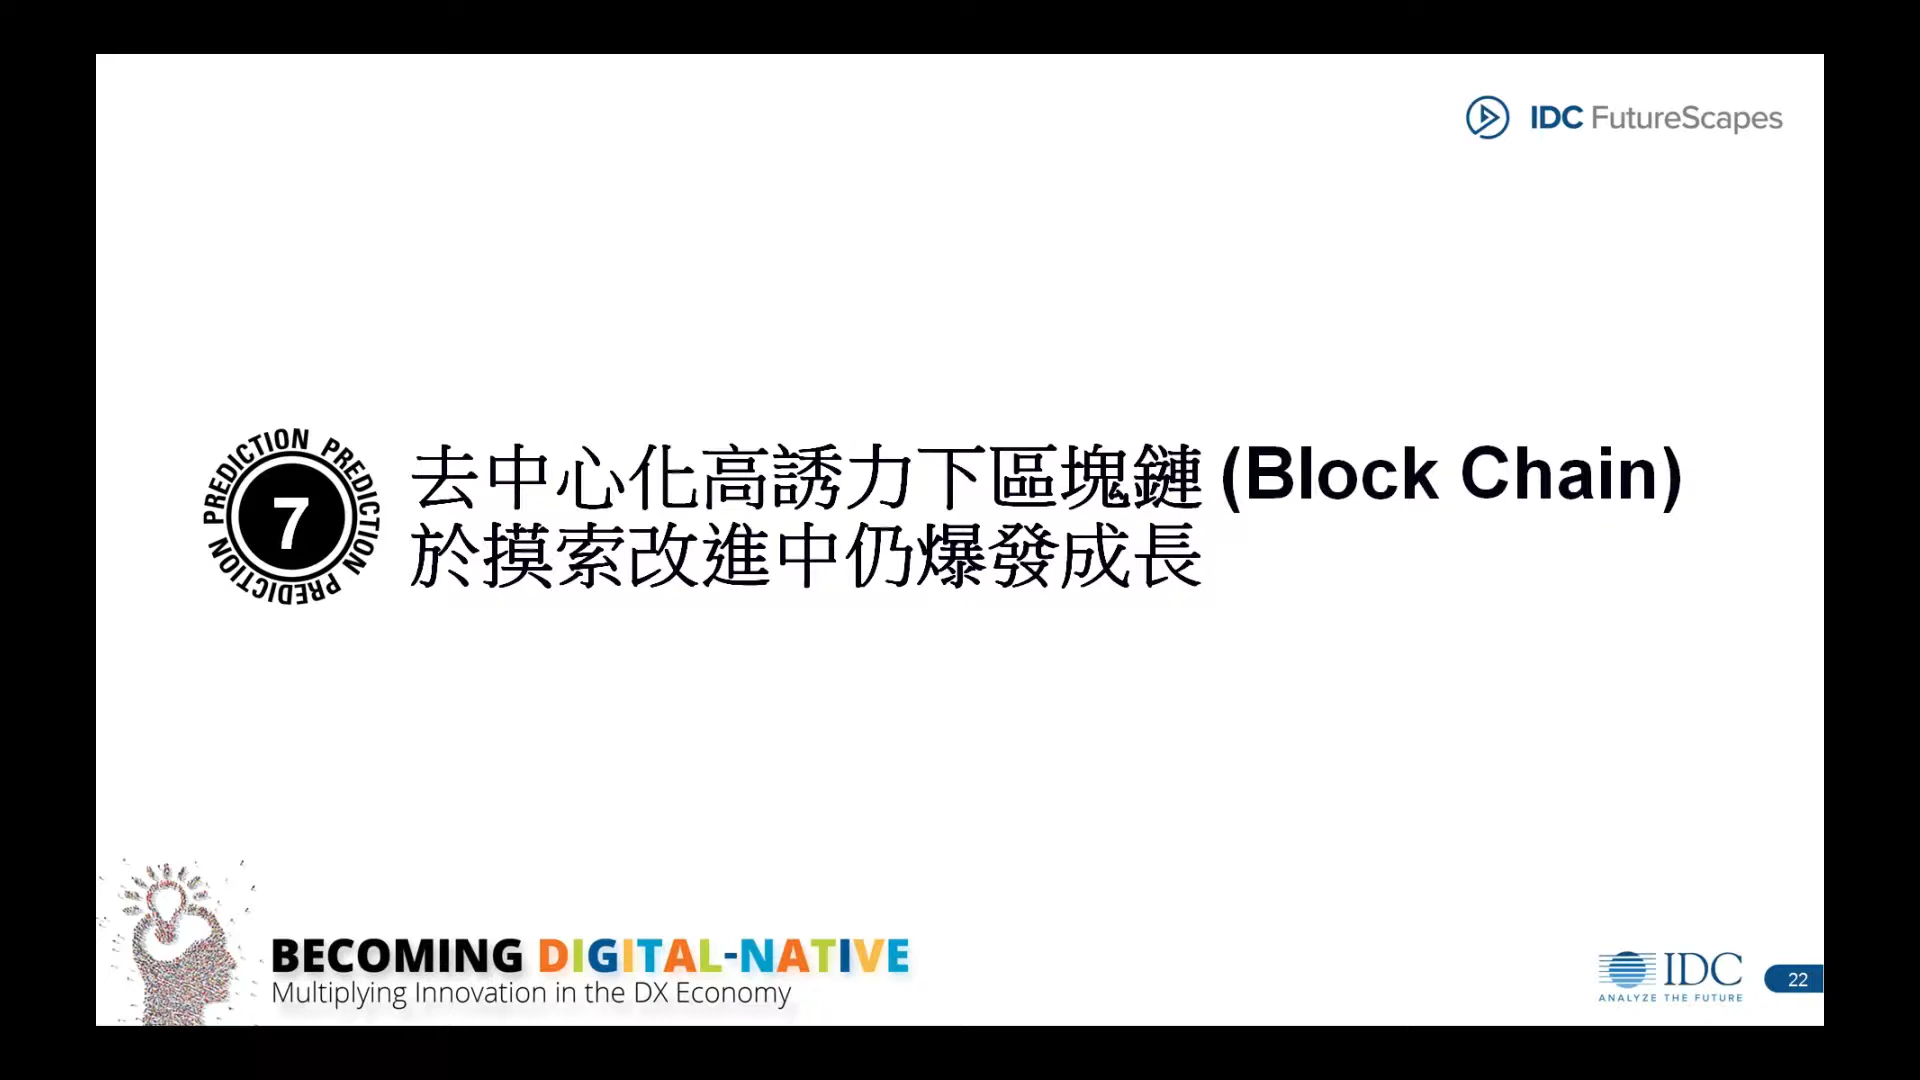 IDC FutureScapes
PREDICTION PREDICTION PREDICTION
7
去中心化高誘力下區塊鏈 (Block Chain)
於摸索改進中仍爆發成長
BECOMING DIGITAL-NATIVE
Multiplying Innovation in the DX Economy
IDC
ANALYZE THE FUTURE
22